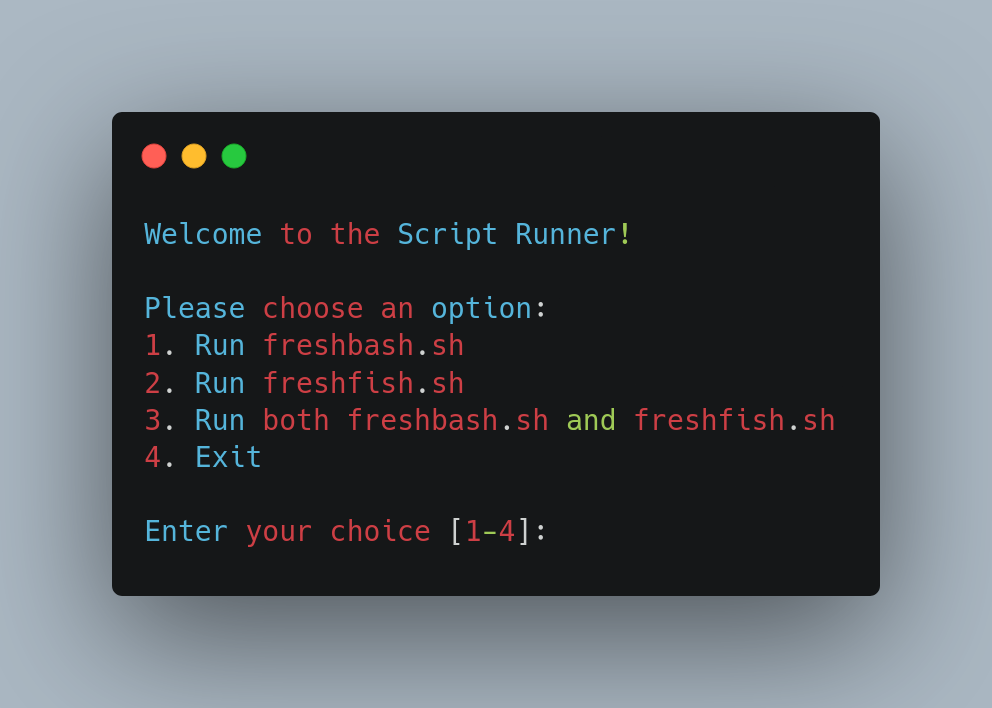 Welcome to the Script Runner!
Please choose an option:
1. Run freshbash.sh
2. Run freshfish.sh
3. Run both freshbash.sh and freshfish.sh
4. Exit
Enter your choice [1-4]: